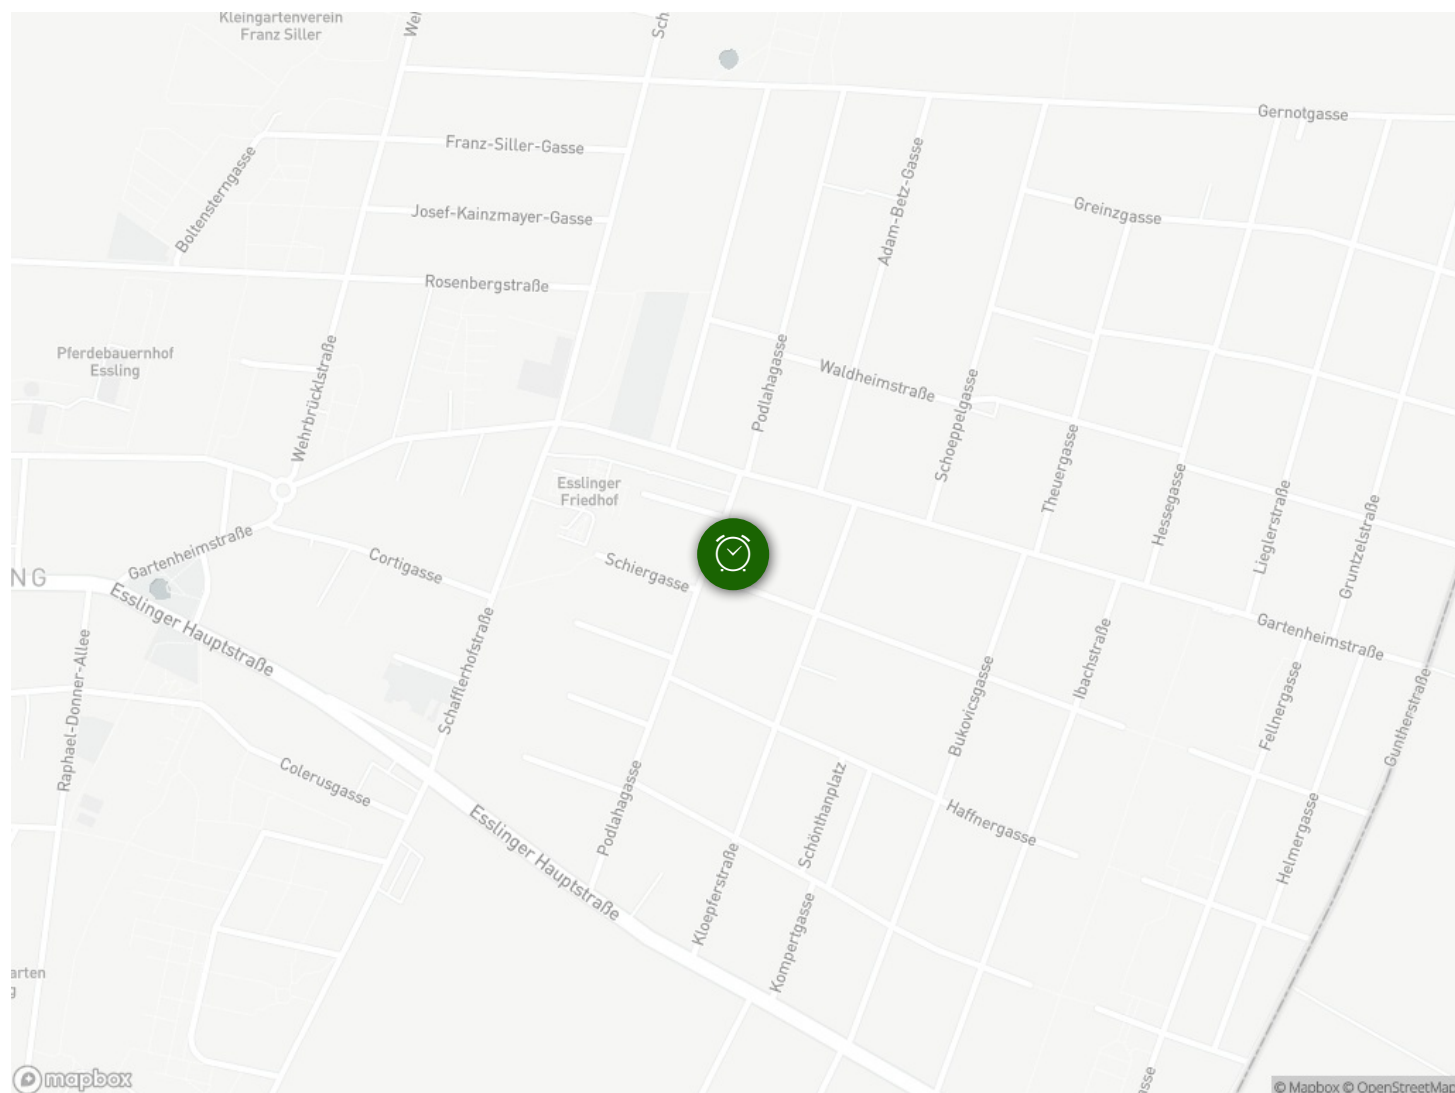 Kleingartenverein
Franz Siller
Gernotgasse
Franz-Siller-Gasse
Boltensterngasse
Josef-Kainzmayer-Gasse
Adam-Betz-Gasse
Greinzgasse
Rosenbergstraße
Pferdebauernhof
Essling
Wehrbrücklstraße
Podlahagasse
Waldheimstraße
Schoeppelgasse
Theuergasse
Hessegasse
Lieglerstraße
Gruntzelstraße
Esslinger
Friedhof
Gartenheimstraße
Cortigasse
Schiergasse
NG
Esslinger Hauptstraße
Raphael-Donner-Allee
Schafflerhofstraße
Bukovicsgasse
Ibachstraße
Gartenheimstraße
Fellnergasse
Guntherstraße
Colerusgasse
Podlahagasse
Esslinger Hauptstraße
Kloepferstraße
Schönthanplatz
Kompertgasse
Haffnergasse
Helmergasse
arten
g
sse
mapbox
© Mapbox © OpenStreetMap